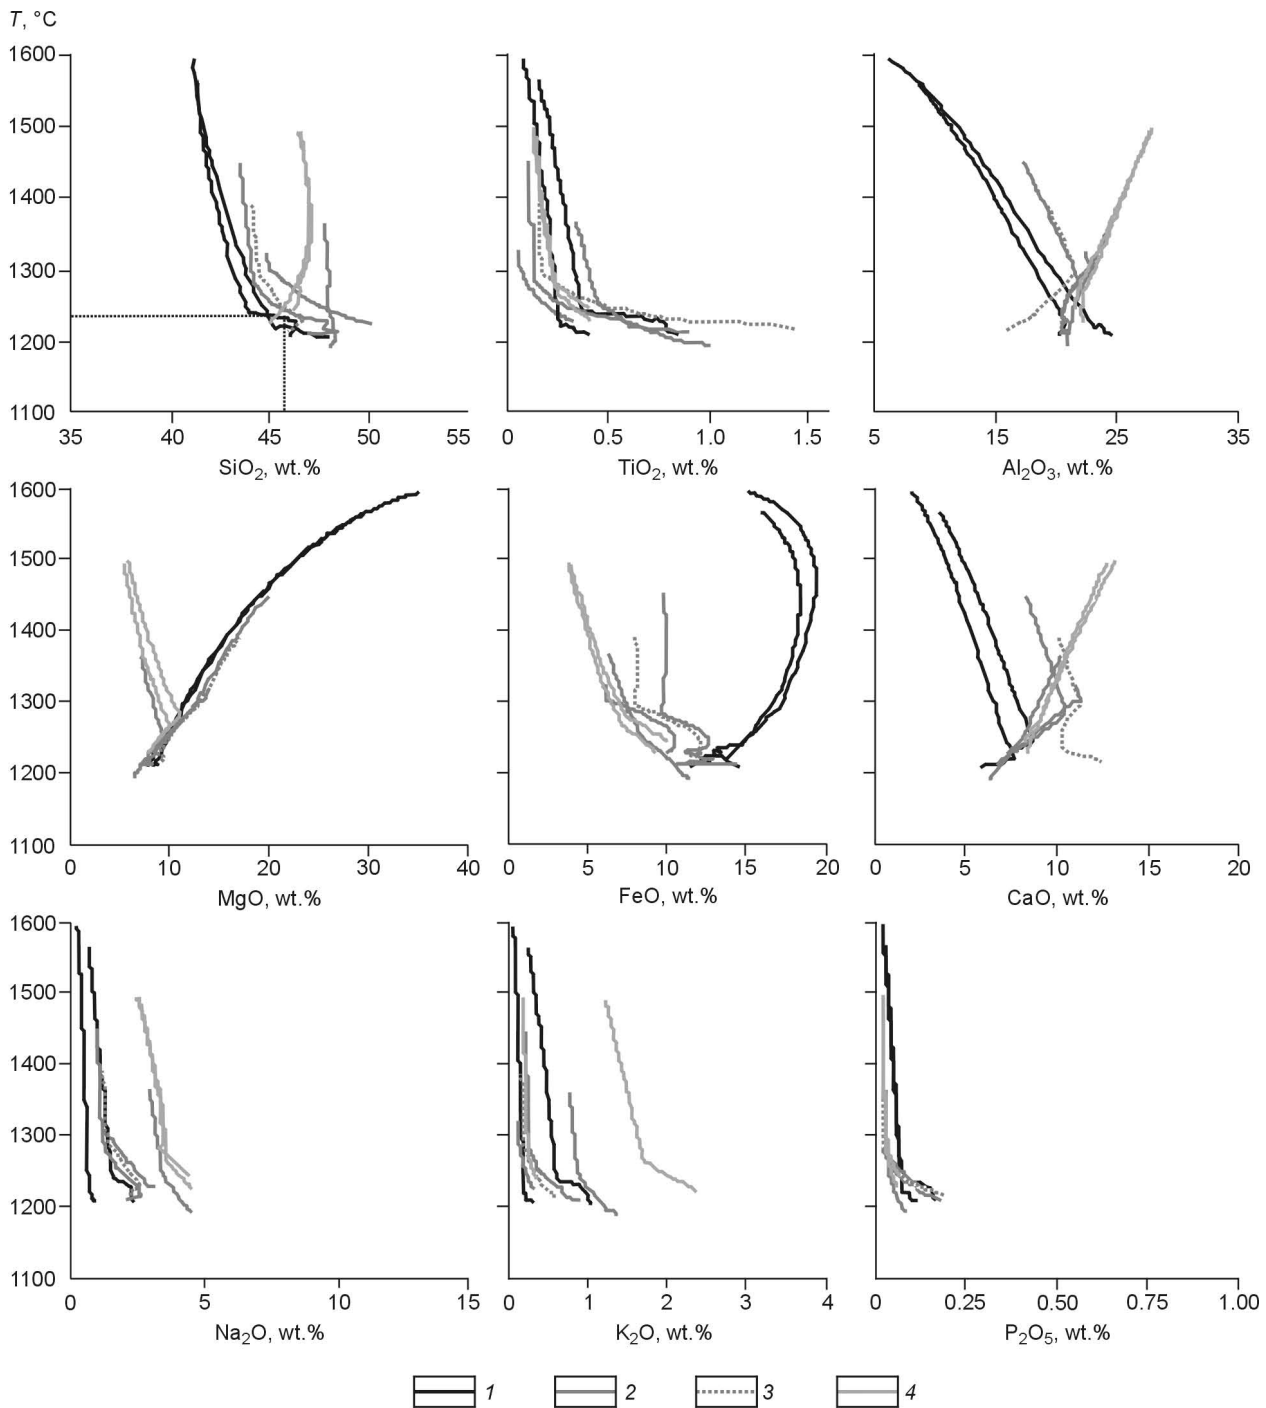 T, °C
1600
1500
1400
1300
1200
1100
35 40 45 50 55
0 0.5 1.0 1.5
5 15 25 35
SiO2, wt.%
TiO2, wt.%
Al2O3, wt.%
1600
1500
1400
1300
1200
1100
0 10 20 30 40
0 5 10 15 20
0 5 10 15 20
MgO, wt.%
FeO, wt.%
CaO, wt.%
1600
1500
1400
1300
1200
1100
0 5 10 15
0 1 2 3 4
0 0.25 0.50 0.75 1.00
Na2O, wt.%
K2O, wt.%
P2O5, wt.%
1 2 3 4